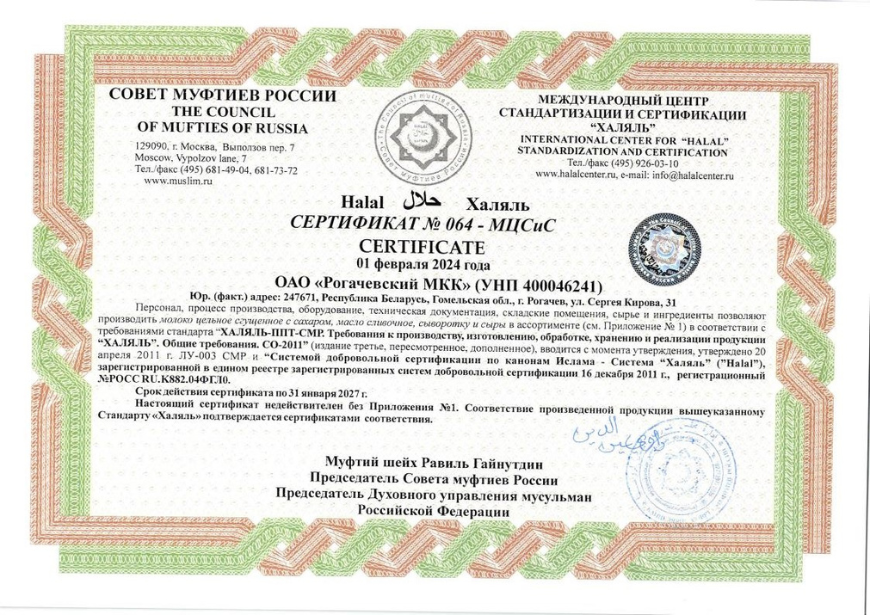 СОВЕТ МУФТИЕВ РОССИИ
THE COUNCIL
OF MUFTIES OF RUSSIA
129090, г. Москва, Выползов пер. 7
Moscow, Vypolzov lane, 7
Тел./факс (495) 681-49-04, 681-73-72
www.muslim.ru
The Council of mufties of Russia
Совет муфтиев России
МЕЖДУНАРОДНЫЙ ЦЕНТР
СТАНДАРТИЗАЦИИ И СЕРТИФИКАЦИИ
“ХАЛЯЛЬ”
INTERNATIONAL CENTER FOR “HALAL”
STANDARDIZATION AND CERTIFICATION
Тел./факс (495) 926-03-10
www.halalcenter.ru, e-mail: info@halalcenter.ru
Halal حلال Халяль
СЕРТИФИКАТ № 064 - МЦСиС
CERTIFICATE
01 февраля 2024 года
ОАО «Рогачевский МКК» (УНП 400046241)
Юр. (факт.) адрес: 247671, Республика Беларусь, Гомельская обл., г. Рогачев, ул. Сергея Кирова, 31
Персонал, процесс производства, оборудование, техническая документация, складские помещения, сырье и ингредиенты позволяют
производить молоко цельное сгущенное с сахаром, масло сливочное, сыворотку и сыры в ассортименте (см. Приложение № 1) в соответствии с
требованиями стандарта “ХАЛЯЛЬ-ППТ-СМР. Требования к производству, изготовлению, обработке, хранению и реализации продукции
“ХАЛЯЛЬ”. Общие требования. СО-2011” (издание третье, пересмотренное, дополненное), вводится с момента утверждения, утверждено 20
апреля 2011 г. ЛУ-003 СМР и “Системой добровольной сертификации по канонам Ислама - Система “Халяль” ("Halal"),
зарегистрированной в едином реестре зарегистрированных систем добровольной сертификации 16 декабря 2011 г., регистрационный
№РОСС RU.К882.04ФГЛ0.
Срок действия сертификата по 31 января 2027 г.
Настоящий сертификат недействителен без Приложения №1. Соответствие произведенной продукции вышеуказанному
Стандарту «Халяль» подтверждается сертификатами соответствия.
Муфтий шейх Равиль Гайнутдин
Председатель Совета муфтиев России
Председатель Духовного управления мусульман
Российской Федерации